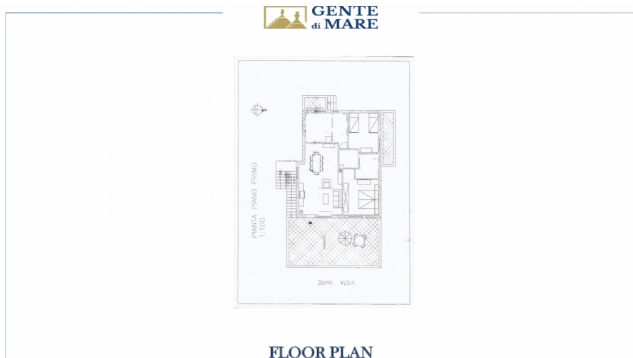 GENTE
di MARE
PIANTA PIANO PRIMO
1:100
VISTA MARE
FLOOR PLAN